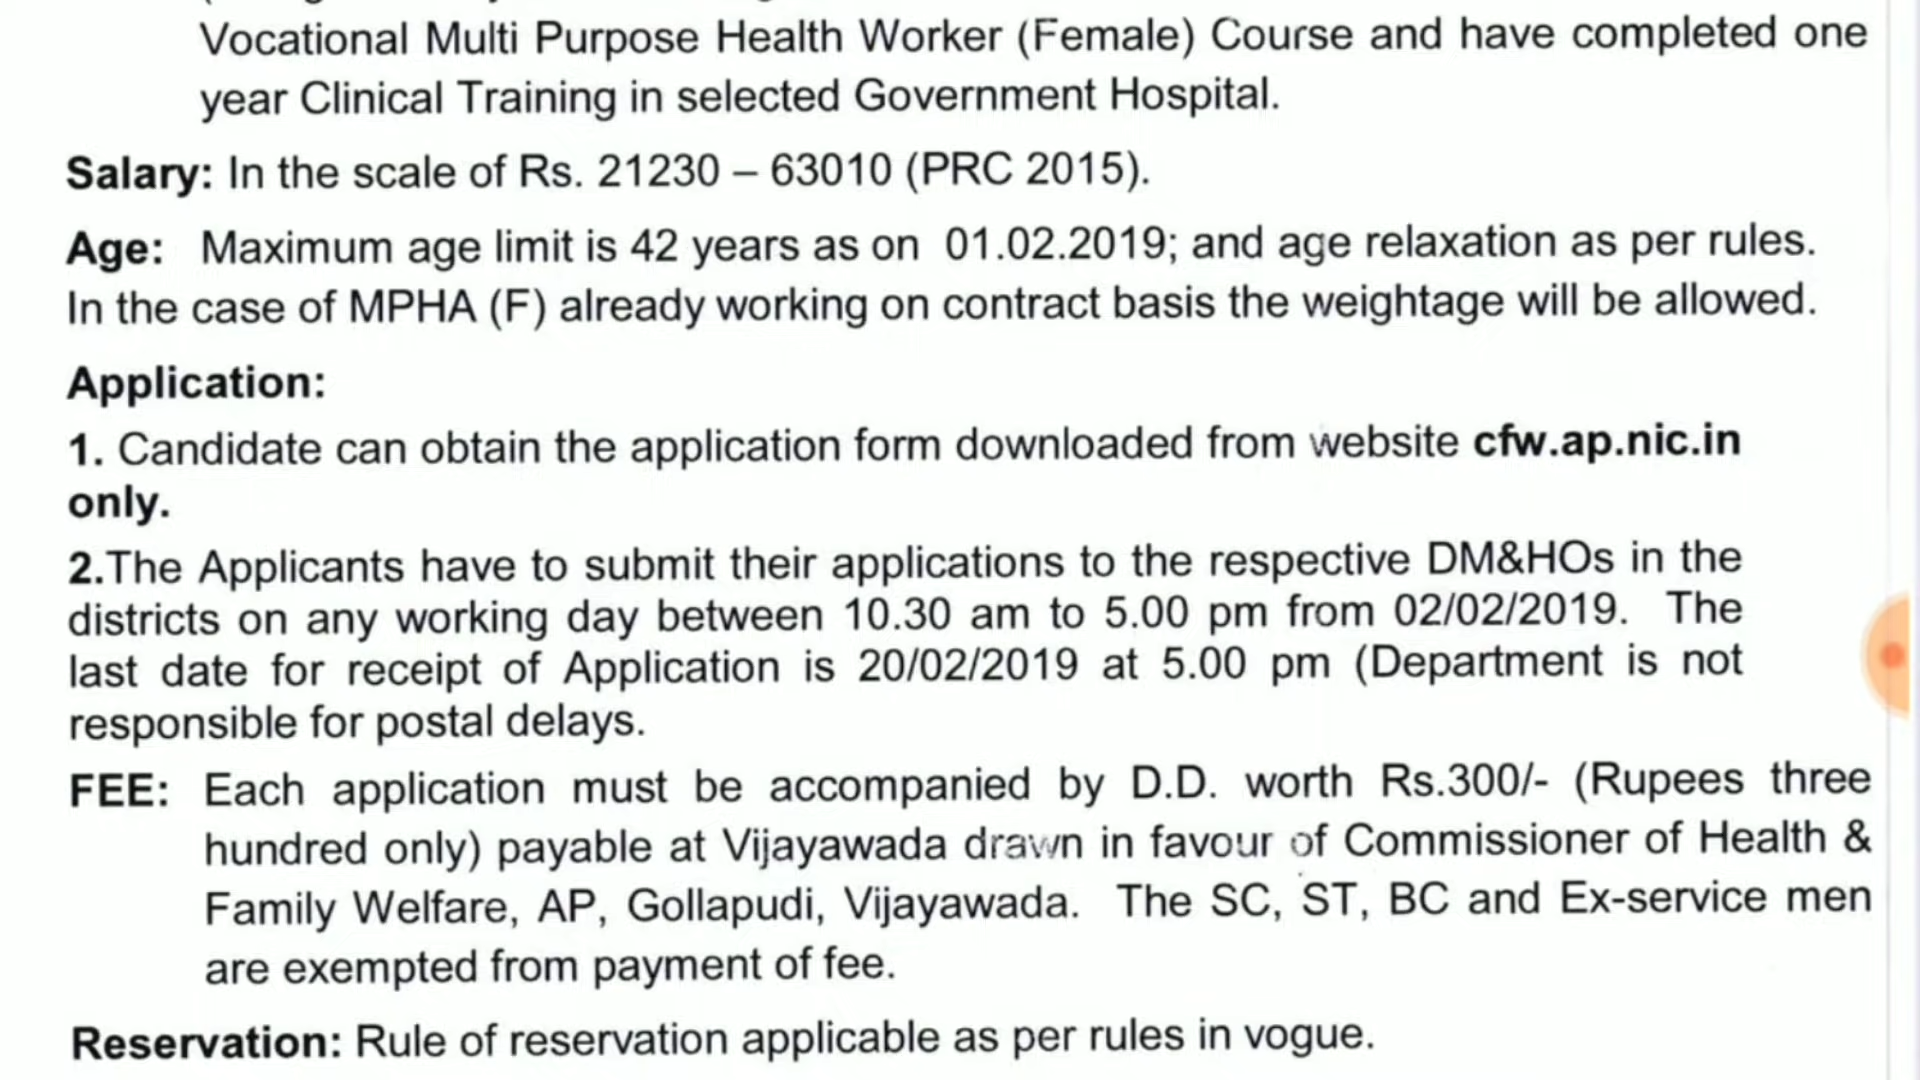 Vocational Multi Purpose Health Worker (Female) Course and have completed one
year Clinical Training in selected Government Hospital.
Salary: In the scale of Rs. 21230 – 63010 (PRC 2015).
Age: Maximum age limit is 42 years as on 01.02.2019; and age relaxation as per rules.
In the case of MPHA (F) already working on contract basis the weightage will be allowed.
Application:
1. Candidate can obtain the application form downloaded from website cfw.ap.nic.in
only.
2.The Applicants have to submit their applications to the respective DM&HOs in the
districts on any working day between 10.30 am to 5.00 pm from 02/02/2019. The
last date for receipt of Application is 20/02/2019 at 5.00 pm (Department is not
responsible for postal delays.
FEE: Each application must be accompanied by D.D. worth Rs.300/- (Rupees three
hundred only) payable at Vijayawada drawn in favour of Commissioner of Health &
Family Welfare, AP, Gollapudi, Vijayawada. The SC, ST, BC and Ex-service men
are exempted from payment of fee.
Reservation: Rule of reservation applicable as per rules in vogue.